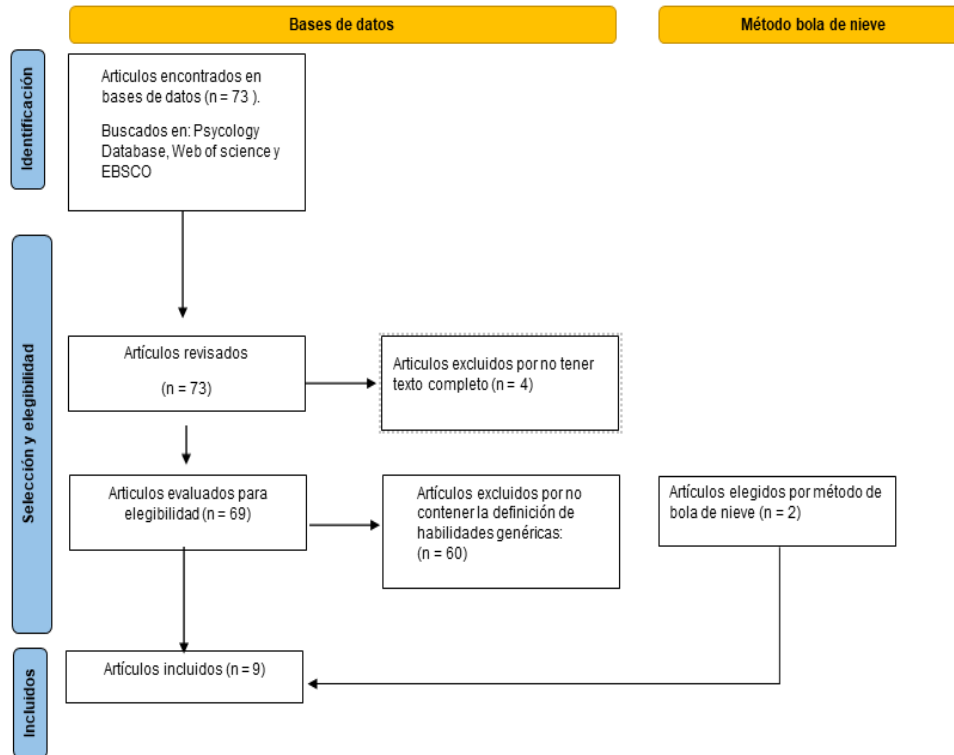 Bases de datos
Método bola de nieve
Identificación
Articulos encontrados en
bases de datos (n = 73 ).
Buscados en: Psycology
Database, Web of science y
EBSCO
Selección y elegibilidad
Artículos revisados
(n = 73)
Articulos excluidos por no tener
texto completo (n = 4)
Articulos evaluados para
elegibilidad (n = 69)
Artículos excluidos por no
contener la definición de
habilidades genéricas:
(n = 60)
Artículos elegidos por método de
bola de nieve (n = 2)
Incluidos
Artículos incluidos (n = 9)